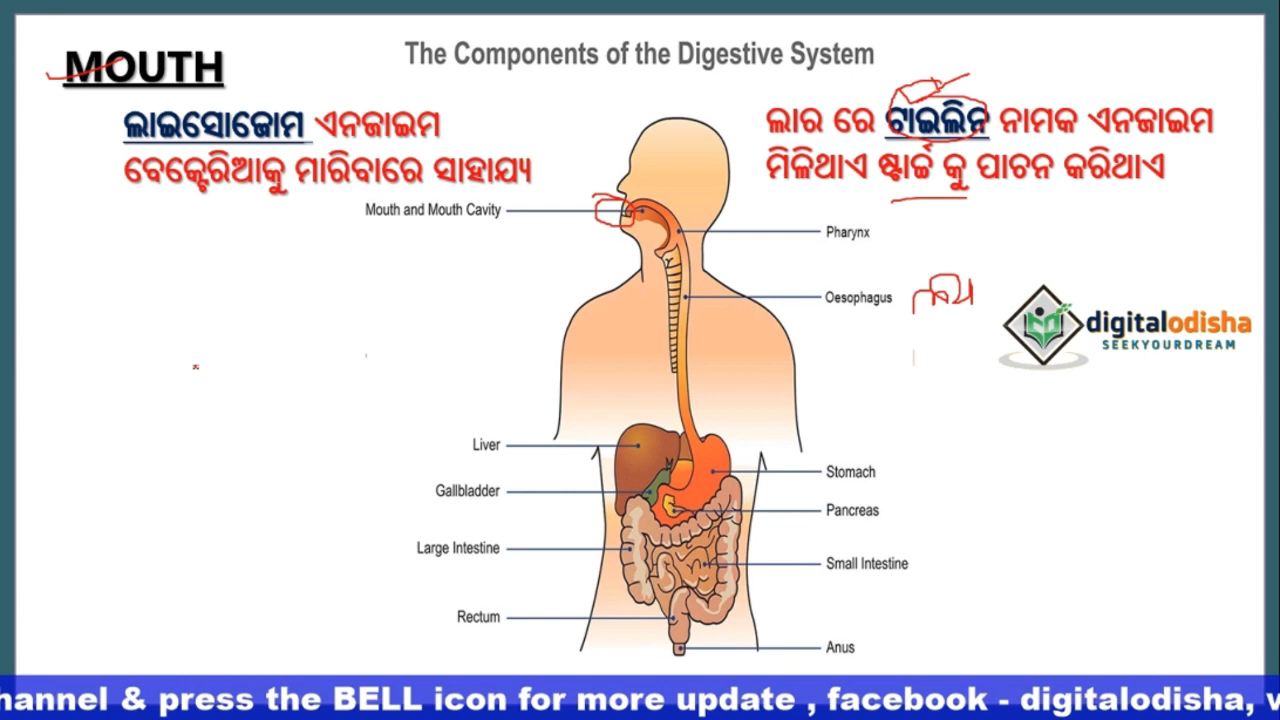 The Components of the Digestive System
MOUTH
ଲାଇସୋଜୋମ ଏନଜାଇମ
ବେକ୍ଟେରିଆକୁ ମାରିବାରେ ସାହାଯ୍ୟ
ଲାର ରେ ଟାଇଲିନ ନାମକ ଏନଜାଇମ
ମିଳିଥାଏ ଷ୍ଟାର୍ଚ୍ଚ କୁ ପାଚନ କରିଥାଏ
Mouth and Mouth Cavity
Pharynx
Oesophagus
digitalodisha
SEEKYOURDREAM
Liver
Stomach
Gallbladder
Pancreas
Large Intestine
Small Intestine
Rectum
Anus
hannel & press the BELL icon for more update , facebook - digitalodisha,